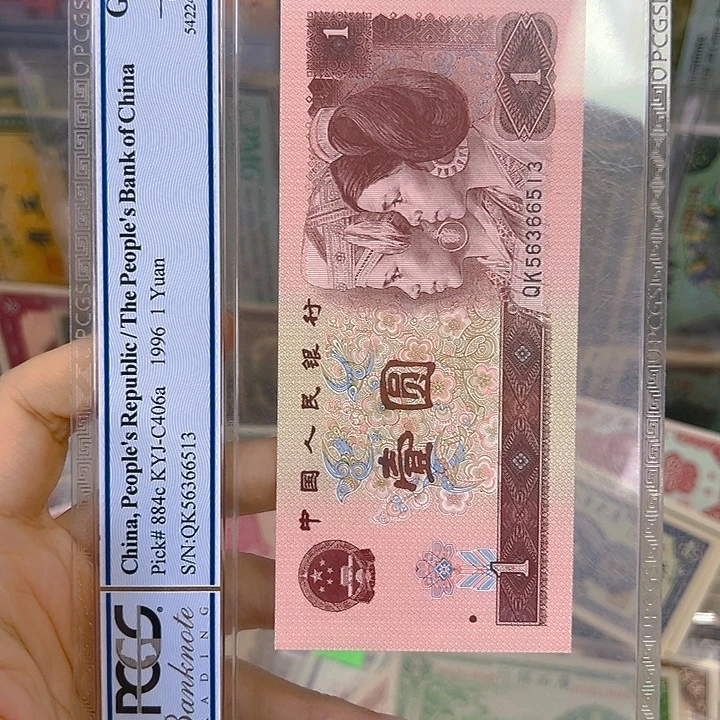 China, People's Republic / The People's Bank of China
Pick# 884c KYJ-C406a 1996 1 Yuan
S/N:QK56366513
PCGS
Banknote
G
5422
中国人民银行
壹圆
QK56366513
1
1
1